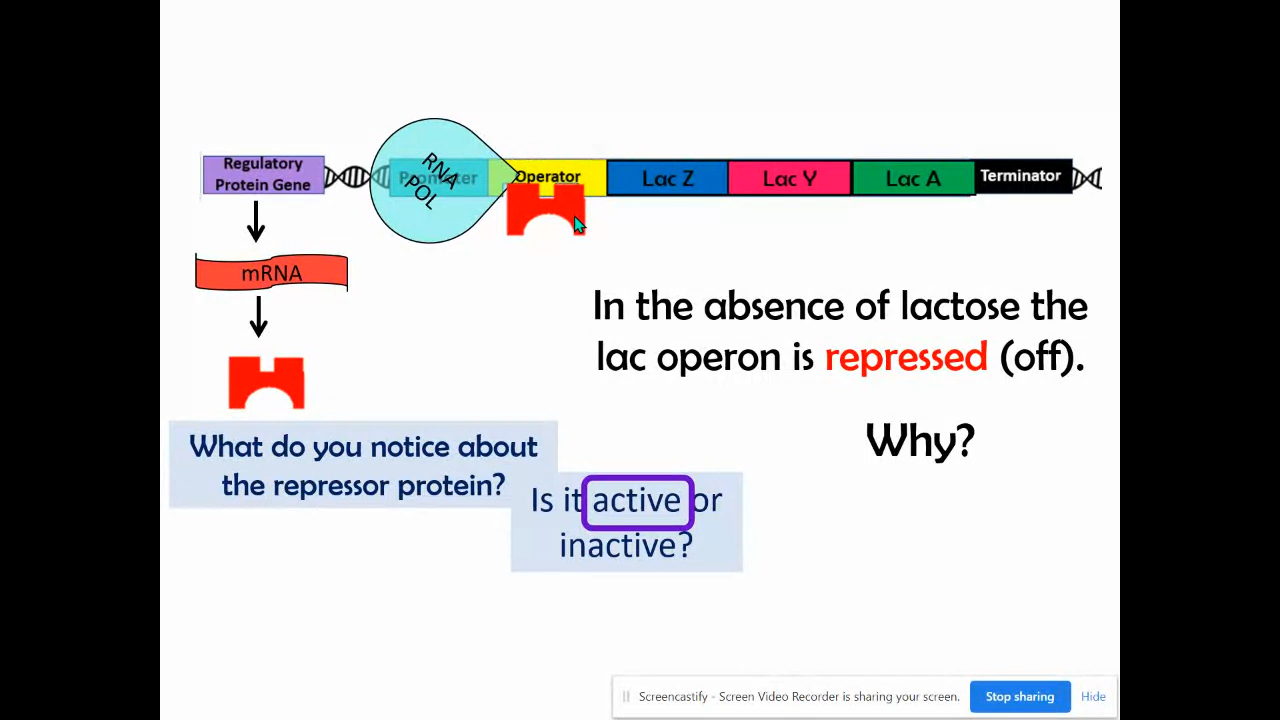 Regulatory
Protein Gene
Promoter
RNA
POL
Operator
Lac Z
Lac Y
Lac A
Terminator
mRNA
In the absence of lactose the
lac operon is repressed (off).
Why?
What do you notice about
the repressor protein?
Is it active or
inactive?
Screencastify - Screen Video Recorder is sharing your screen.
Stop sharing
Hide